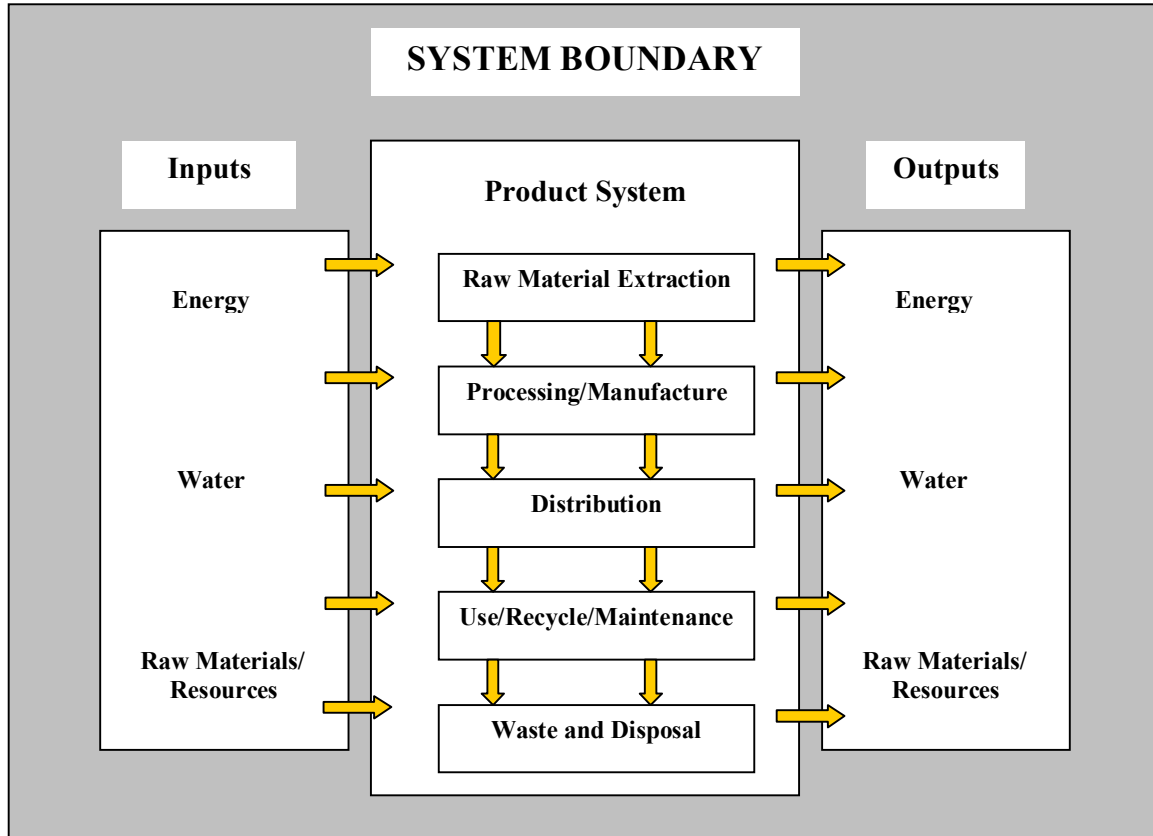 SYSTEM BOUNDARY
Inputs
Energy
Water
Raw Materials/
Resources
Product System
Raw Material Extraction
Processing/Manufacture
Distribution
Use/Recycle/Maintenance
Waste and Disposal
Outputs
Energy
Water
Raw Materials/
Resources